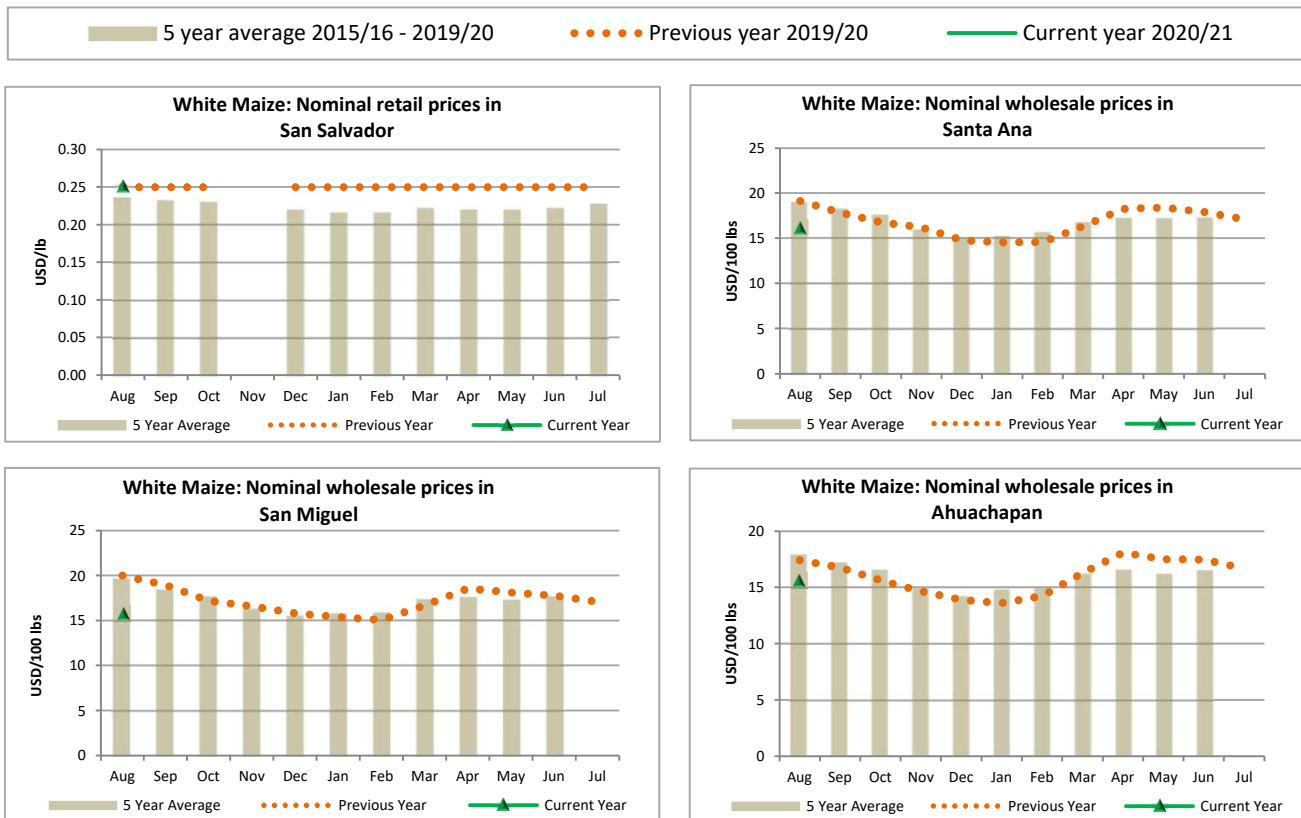 5 year average 2015/16 - 2019/20 Previous year 2019/20 Current year 2020/21
White Maize: Nominal retail prices in
San Salvador
USD/lb
0.30
0.25
0.20
0.15
0.10
0.05
0.00
Aug Sep Oct Nov Dec Jan Feb Mar Apr May Jun Jul
5 Year Average Previous Year Current Year
White Maize: Nominal wholesale prices in
Santa Ana
USD/100 lbs
25
20
15
10
5
0
Aug Sep Oct Nov Dec Jan Feb Mar Apr May Jun Jul
5 Year Average Previous Year Current Year
White Maize: Nominal wholesale prices in
San Miguel
USD/100 lbs
25
20
15
10
5
0
Aug Sep Oct Nov Dec Jan Feb Mar Apr May Jun Jul
5 Year Average Previous Year Current Year
White Maize: Nominal wholesale prices in
Ahuachapan
USD/100 lbs
20
15
10
5
0
Aug Sep Oct Nov Dec Jan Feb Mar Apr May Jun Jul
5 Year Average Previous Year Current Year